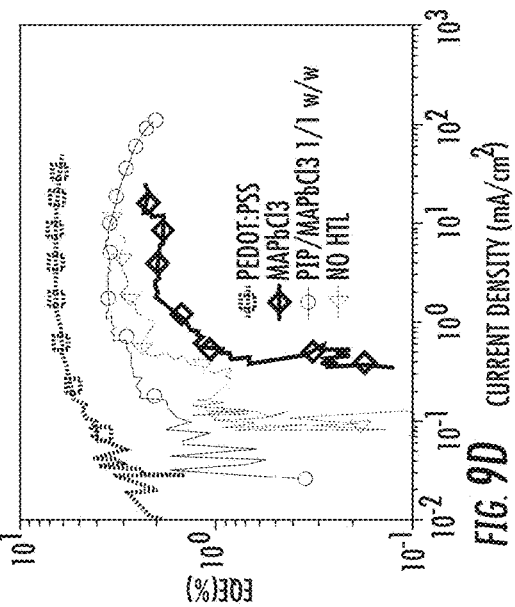 10^1
10^0
10^-1
EQE(%)
PEDOT:PSS
MAPbCl3
PIP/MAPbCl3 1/1 w/w
NO HTL
10^-2
10^-1
10^0
10^1
10^2
10^3
CURRENT DENSITY (mA/cm^2)
FIG. 9D